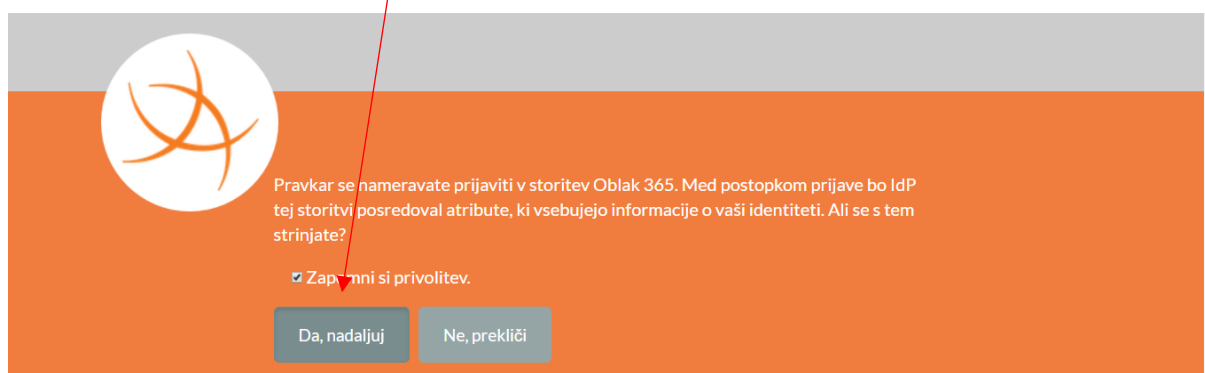 Pravkar se nameravate prijaviti v storitev Oblak 365. Med postopkom prijave bo IdP
tej storitvi posredoval atribute, ki vsebujejo informacije o vaši identiteti. Ali se s tem
strinjate?
Zapomni si privolitev.
Da, nadaljuj
Ne, prekliči